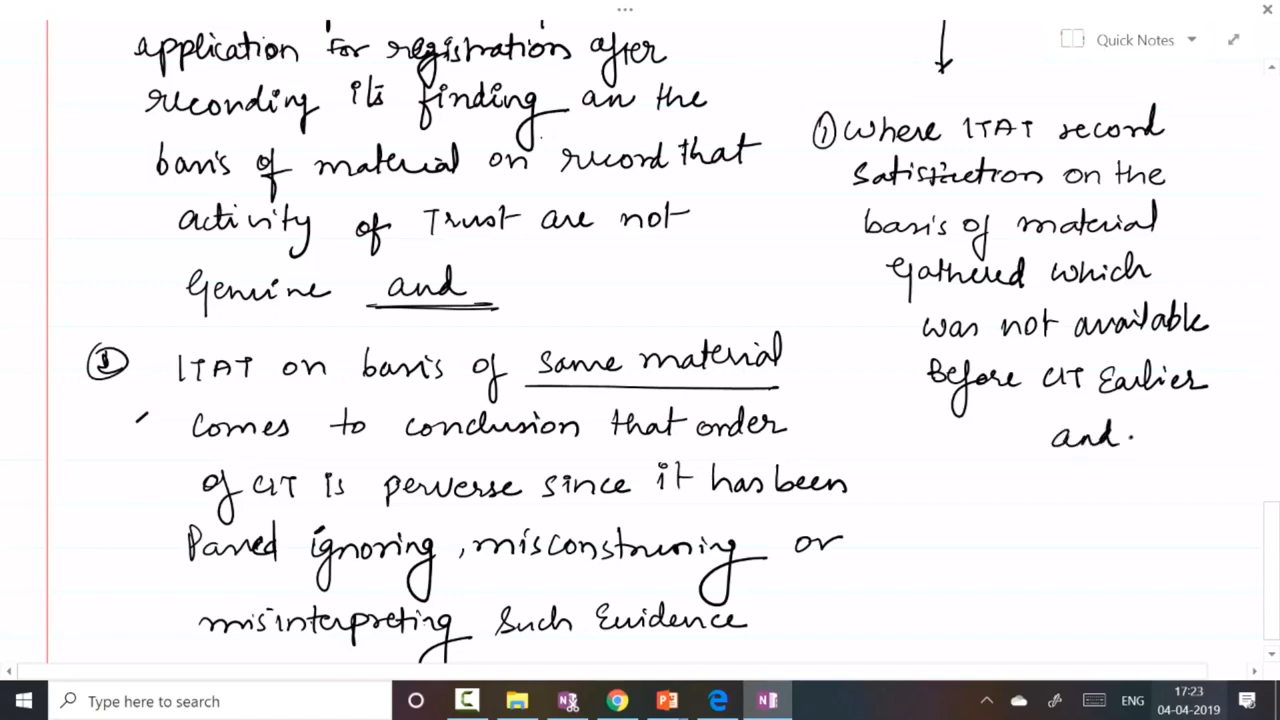 Quick Notes
application for registration after
recording its finding on the
basis of material on record that
activity of Trust are not
Genuine and
② ITAT on basis of same material
comes to conclusion that order
of CIT is perverse since it has been
Passed ignoring, misconstruing or
misinterpreting such Evidence
① Where ITAT record
satisfaction on the
basis of material
Gathered which
was not available
Before CIT Earlier
and.
Type here to search
ENG
17:23
04-04-2019